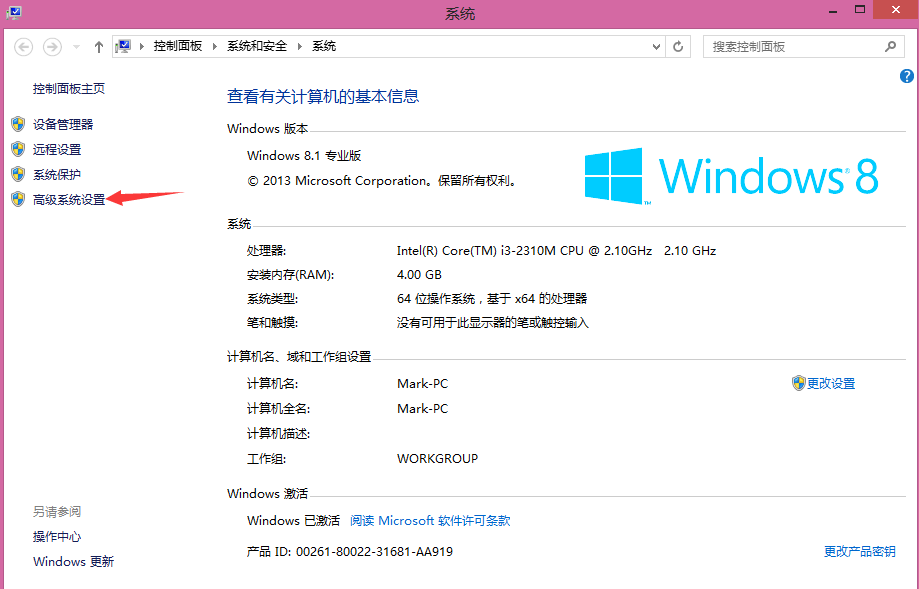 系统
控制面板 系统和安全 系统
搜索控制面板
控制面板主页
设备管理器
远程设置
系统保护
高级系统设置
查看有关计算机的基本信息
Windows 版本
Windows 8.1 专业版
© 2013 Microsoft Corporation。保留所有权利。
Windows® 8
™
系统
处理器: Intel(R) Core(TM) i3-2310M CPU @ 2.10GHz 2.10 GHz
安装内存(RAM): 4.00 GB
系统类型: 64 位操作系统，基于 x64 的处理器
笔和触摸: 没有可用于此显示器的笔或触控输入
计算机名、域和工作组设置
计算机名: Mark-PC 更改设置
计算机全名: Mark-PC
计算机描述:
工作组: WORKGROUP
Windows 激活
Windows 已激活 阅读 Microsoft 软件许可条款
产品 ID: 00261-80022-31681-AA919 更改产品密钥
另请参阅
操作中心
Windows 更新